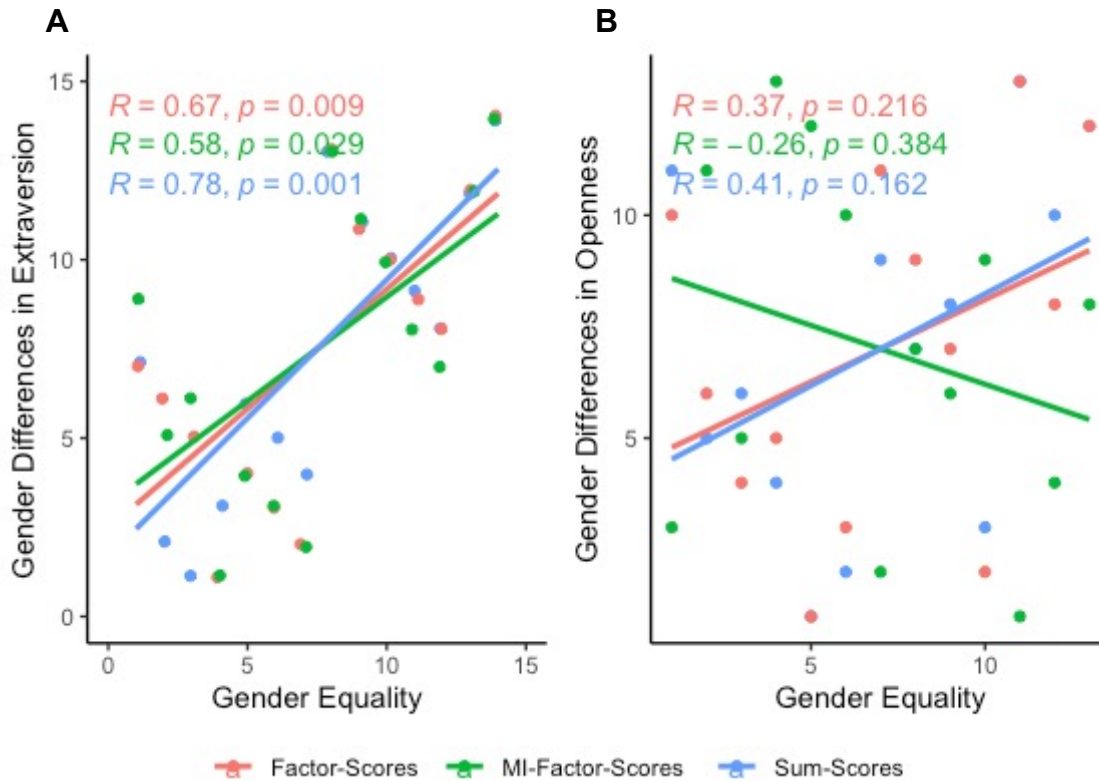 A
B
Gender Differences in Extraversion
15
10
5
0
R = 0.67, p = 0.009
R = 0.58, p = 0.029
R = 0.78, p = 0.001
0 5 10 15
Gender Equality
Gender Differences in Openness
10
5
R = 0.37, p = 0.216
R = −0.26, p = 0.384
R = 0.41, p = 0.162
5 10
Gender Equality
Factor-Scores MI-Factor-Scores Sum-Scores